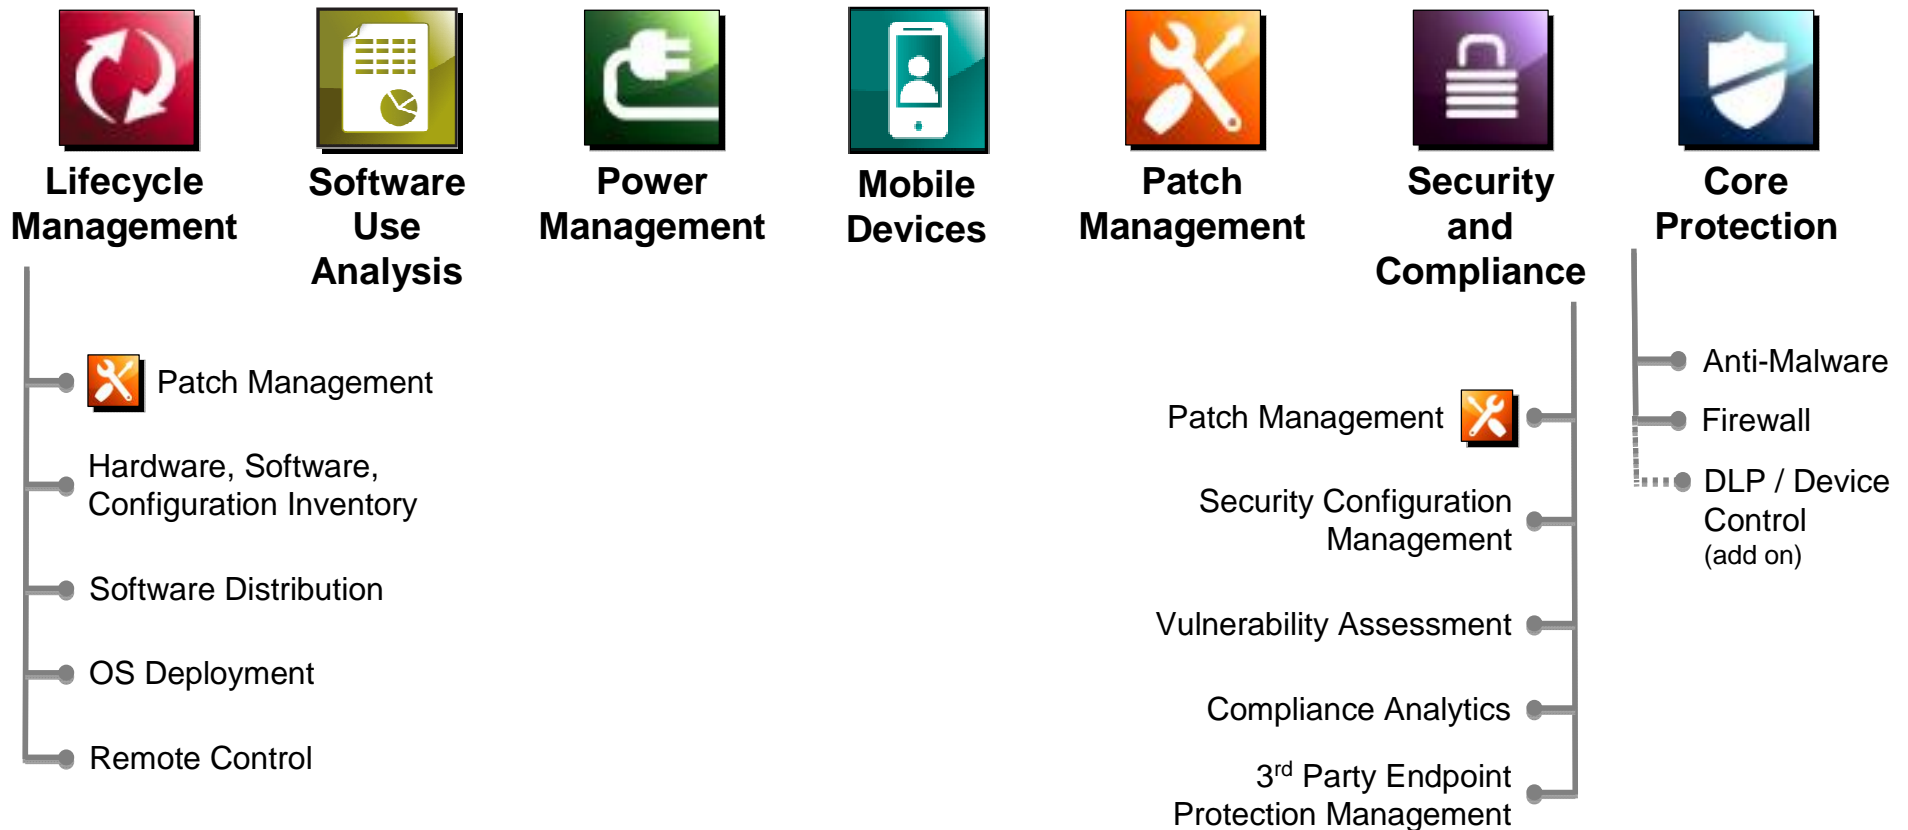 Lifecycle
Management
Software
Use
Analysis
Power
Management
Mobile
Devices
Patch
Management
Security
and
Compliance
Core
Protection
Patch Management
Hardware, Software,
Configuration Inventory
Software Distribution
OS Deployment
Remote Control
Patch Management
Security Configuration
Management
Vulnerability Assessment
Compliance Analytics
3rd Party Endpoint
Protection Management
Anti-Malware
Firewall
DLP / Device
Control
(add on)